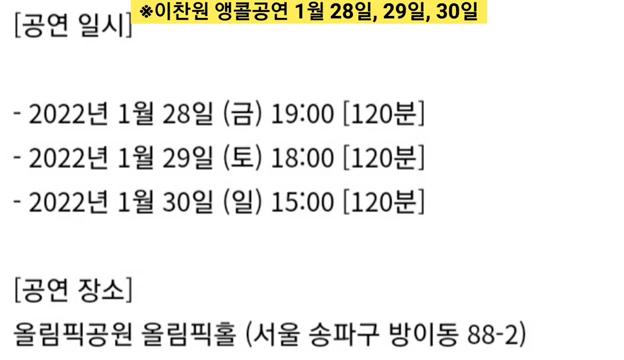 ※이찬원 앵콜공연 1월 28일, 29일, 30일
[공연 일시]
- 2022년 1월 28일 (금) 19:00 [120분]
- 2022년 1월 29일 (토) 18:00 [120분]
- 2022년 1월 30일 (일) 15:00 [120분]
[공연 장소]
올림픽공원 올림픽홀 (서울 송파구 방이동 88-2)